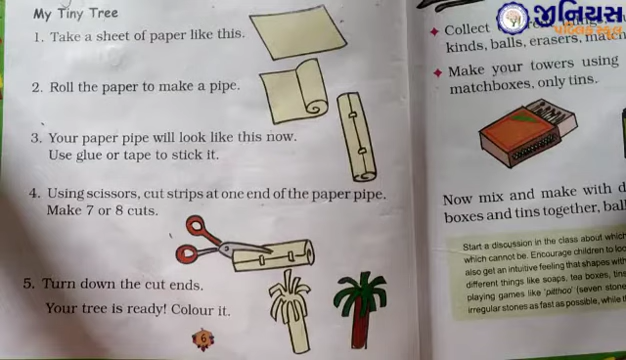 My Tiny Tree
1. Take a sheet of paper like this.
2. Roll the paper to make a pipe.
3. Your paper pipe will look like this now.
Use glue or tape to stick it.
4. Using scissors, cut strips at one end of the paper pipe.
Make 7 or 8 cuts.
5. Turn down the cut ends.
Your tree is ready! Colour it.
6
જીનિયસ
પબ્લિક સ્કૂલ
Collect
kinds, balls, erasers, match
Make your towers using
matchboxes, only tins.
Now mix and make with d
boxes and tins together, bal
Start a discussion in the class about which
which cannot be. Encourage children to loo
also get an intuitive feeling that shapes with
different things like soaps, tea boxes, tins
playing games like 'pitthoo' (seven stone
irregular stones as fast as possible, while t